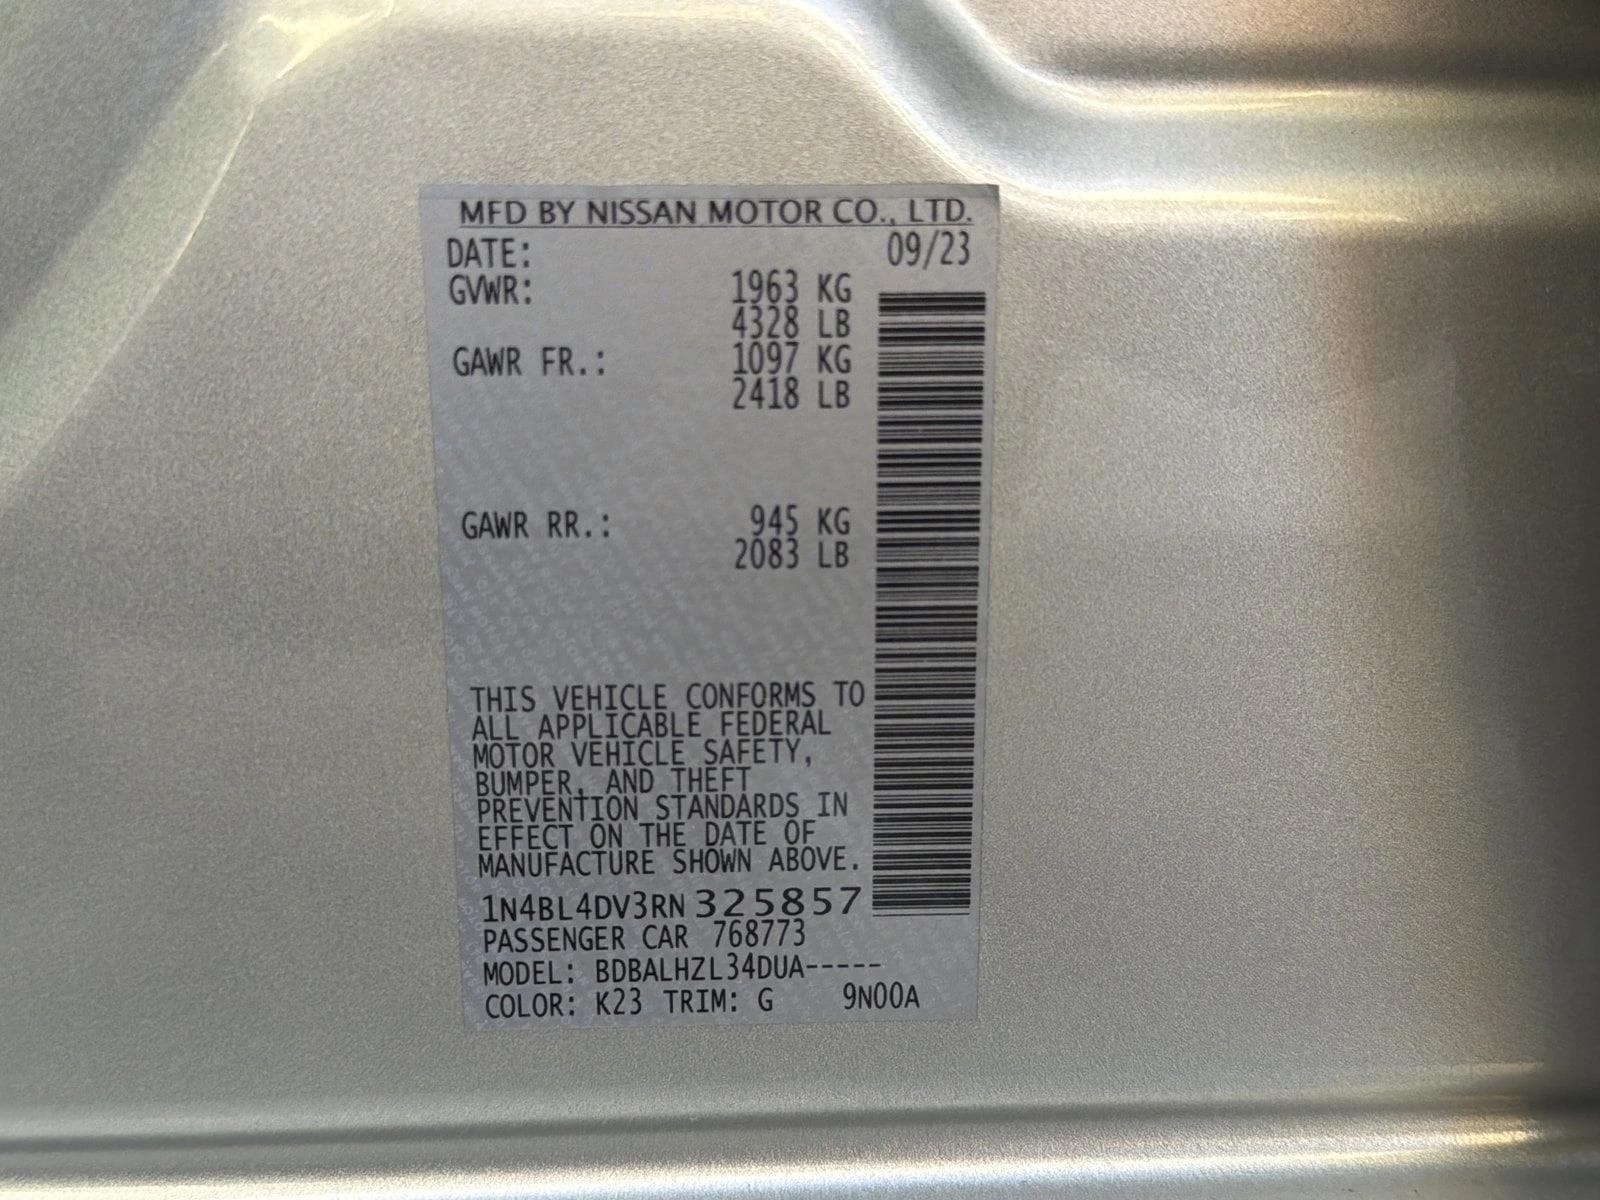 MFD BY NISSAN MOTOR CO., LTD.
DATE: 09/23
GVWR: 1963 KG
4328 LB
GAWR FR.: 1097 KG
2418 LB
GAWR RR.: 945 KG
2083 LB
THIS VEHICLE CONFORMS TO
ALL APPLICABLE FEDERAL
MOTOR VEHICLE SAFETY,
BUMPER, AND THEFT
PREVENTION STANDARDS IN
EFFECT ON THE DATE OF
MANUFACTURE SHOWN ABOVE.
1N4BL4DV3RN325857
PASSENGER CAR 768773
MODEL: BDBALHZL34DUA-----
COLOR: K23 TRIM: G 9N00A